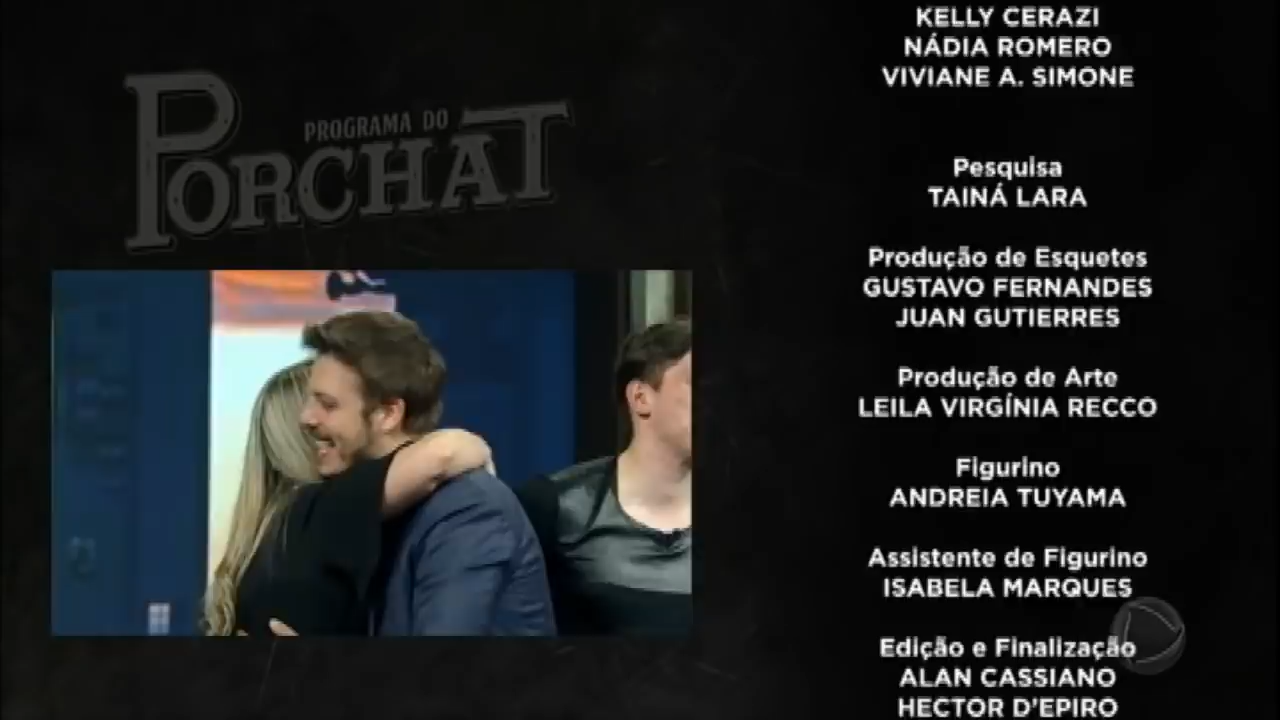 PROGRAMA DO
PORCHAT
KELLY CERAZI
NÁDIA ROMERO
VIVIANE A. SIMONE
Pesquisa
TAINÁ LARA
Produção de Esquetes
GUSTAVO FERNANDES
JUAN GUTIERRES
Produção de Arte
LEILA VIRGÍNIA RECCO
Figurino
ANDREIA TUYAMA
Assistente de Figurino
ISABELA MARQUES
Edição e Finalização
ALAN CASSIANO
HECTOR D'EPIRO